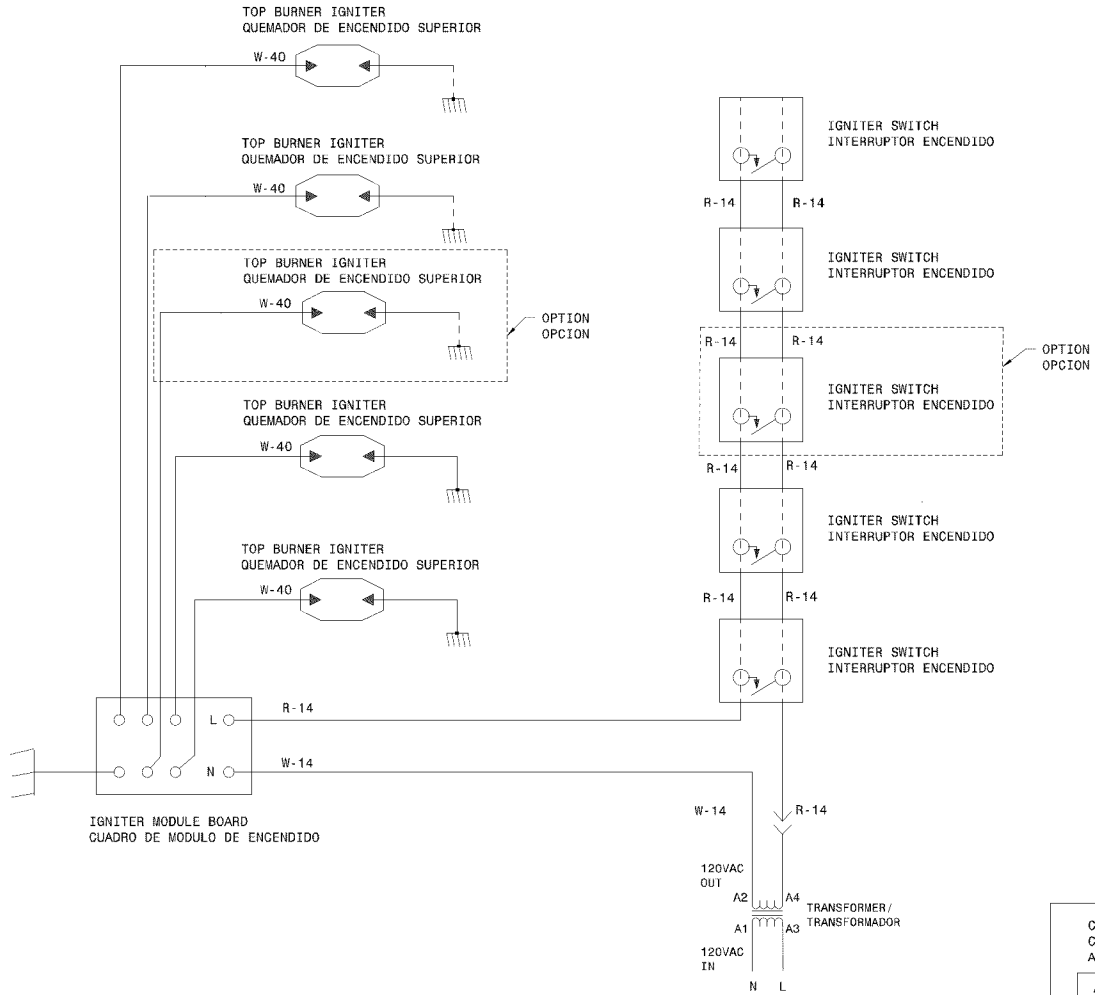 TOP BURNER IGNITER
QUEMADOR DE ENCENDIDO SUPERIOR
W-40
TOP BURNER IGNITER
QUEMADOR DE ENCENDIDO SUPERIOR
W-40
TOP BURNER IGNITER
QUEMADOR DE ENCENDIDO SUPERIOR
W-40
OPTION
OPCION
TOP BURNER IGNITER
QUEMADOR DE ENCENDIDO SUPERIOR
W-40
TOP BURNER IGNITER
QUEMADOR DE ENCENDIDO SUPERIOR
W-40
L
N
R-14
W-14
IGNITER MODULE BOARD
CUADRO DE MODULO DE ENCENDIDO
IGNITER SWITCH
INTERRUPTOR ENCENDIDO
R-14 R-14
IGNITER SWITCH
INTERRUPTOR ENCENDIDO
R-14 R-14
OPTION
OPCION
IGNITER SWITCH
INTERRUPTOR ENCENDIDO
R-14 R-14
IGNITER SWITCH
INTERRUPTOR ENCENDIDO
R-14 R-14
IGNITER SWITCH
INTERRUPTOR ENCENDIDO
W-14 R-14
120VAC
OUT
A2 A4
TRANSFORMER/
TRANSFORMADOR
A1 A3
120VAC
IN
N L
C
C
A